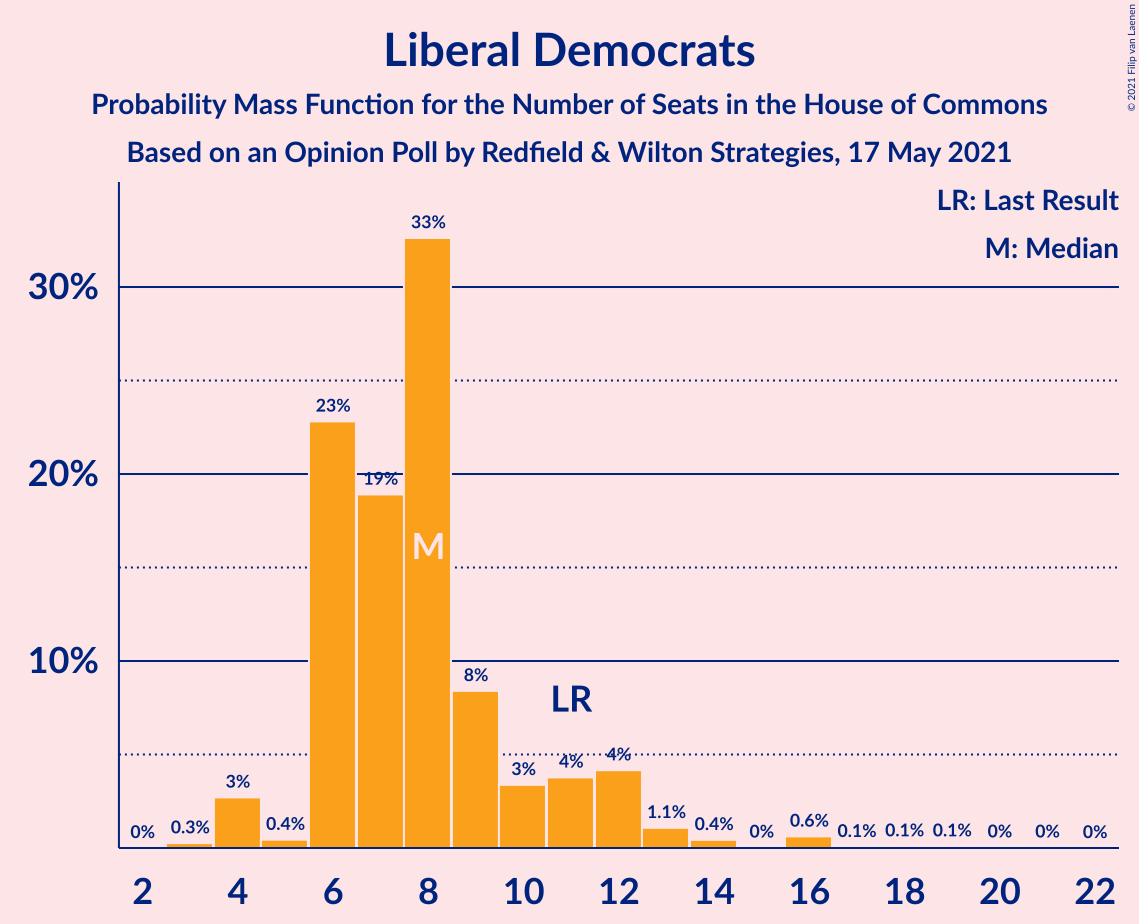 Liberal Democrats
Probability Mass Function for the Number of Seats in the House of Commons
Based on an Opinion Poll by Redfield & Wilton Strategies, 17 May 2021
© 2021 Filip van Laenen
LR: Last Result
M: Median
33%
30%
23%
20%
19%
M
10%
8%
LR
4%
4%
3%
3%
1.1%
0% 0.3% 0.4% 0.4% 0% 0.6% 0.1% 0.1% 0.1% 0% 0% 0%
2 4 6 8 10 12 14 16 18 20 22